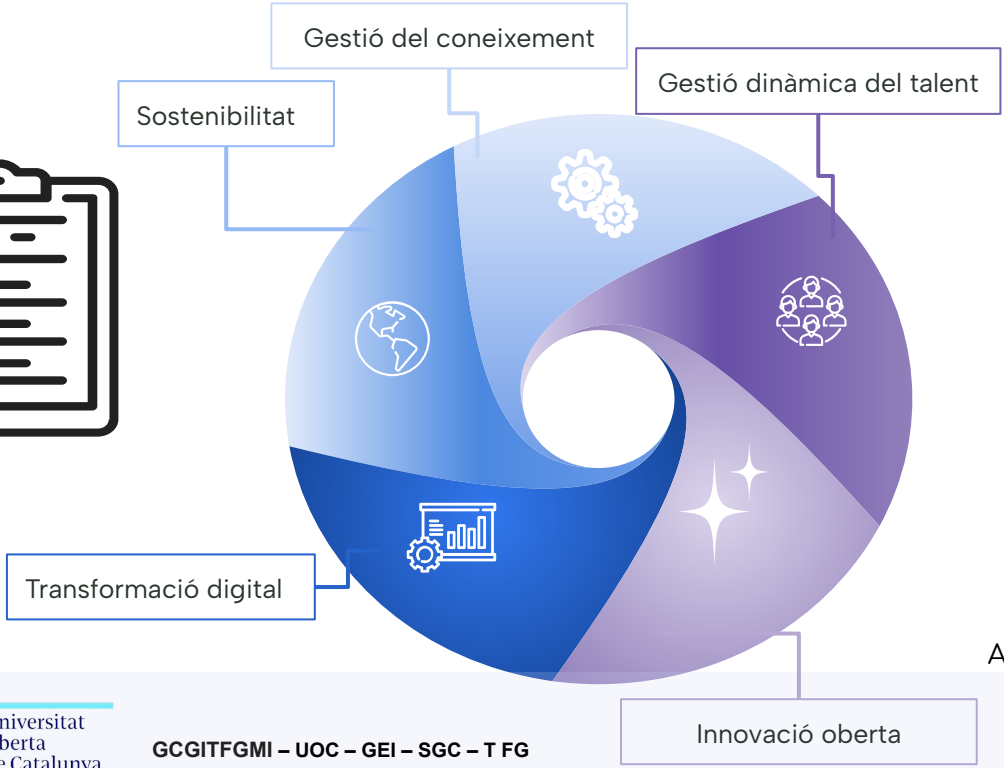 Gestió del coneixement
Gestió dinàmica del talent
Sostenibilitat
Transformació digital
A
Innovació oberta
niversitat
berta
e Catalunya
GCGITFGMI – UOC – GEI – SGC – T FG